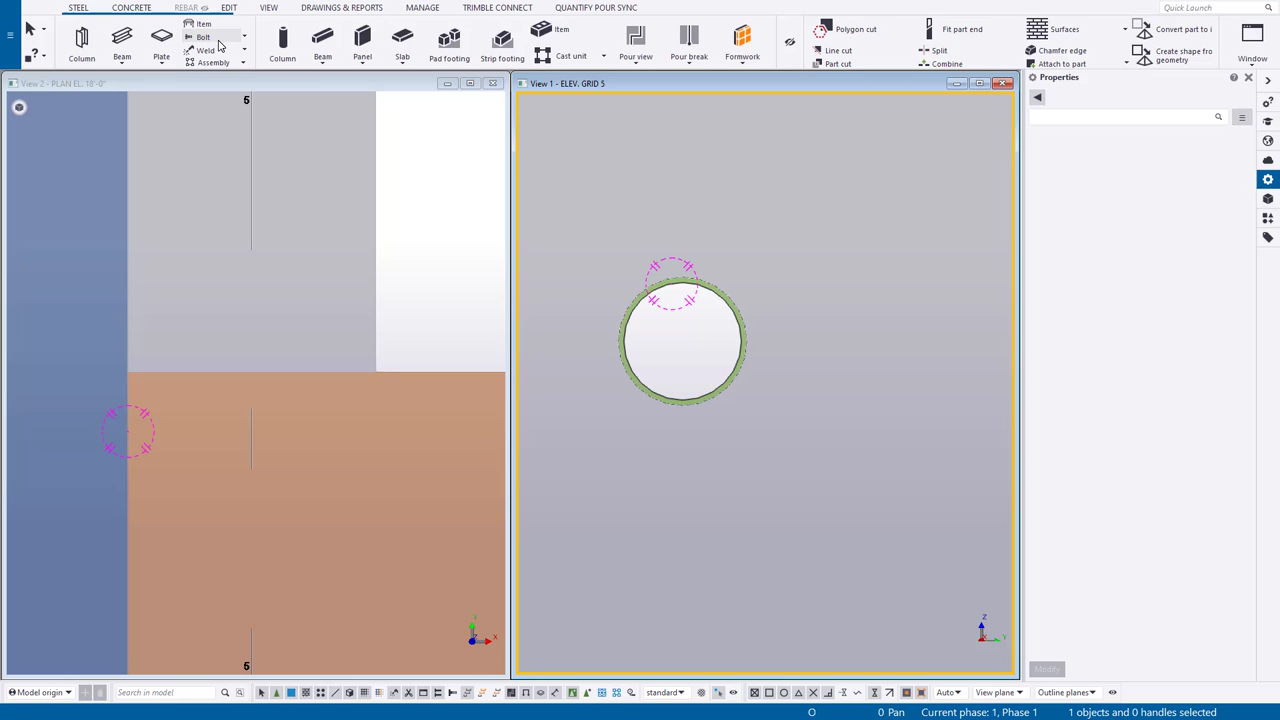 STEEL CONCRETE REBAR EDIT VIEW DRAWINGS & REPORTS MANAGE TRIMBLE CONNECT QUANTIFY POUR SYNC Quick Launch
Item
Bolt
Weld
Assembly
Column Beam Plate Column Beam Panel Slab Pad footing Strip footing
Item
Cast unit
Pour view Pour break Formwork
Polygon cut Fit part end Surfaces Convert part to i
Line cut Split Chamfer edge Create shape fro
Part cut Combine Attach to part geometry
Window
View 2 - PLAN EL. 18'-0" View 1 - ELEV. GRID 5 Properties
5
5
Y
X
Z
Y
Modify
Model origin Search in model standard Auto View plane Outline planes
O 0 Pan Current phase: 1, Phase 1 1 objects and 0 handles selected